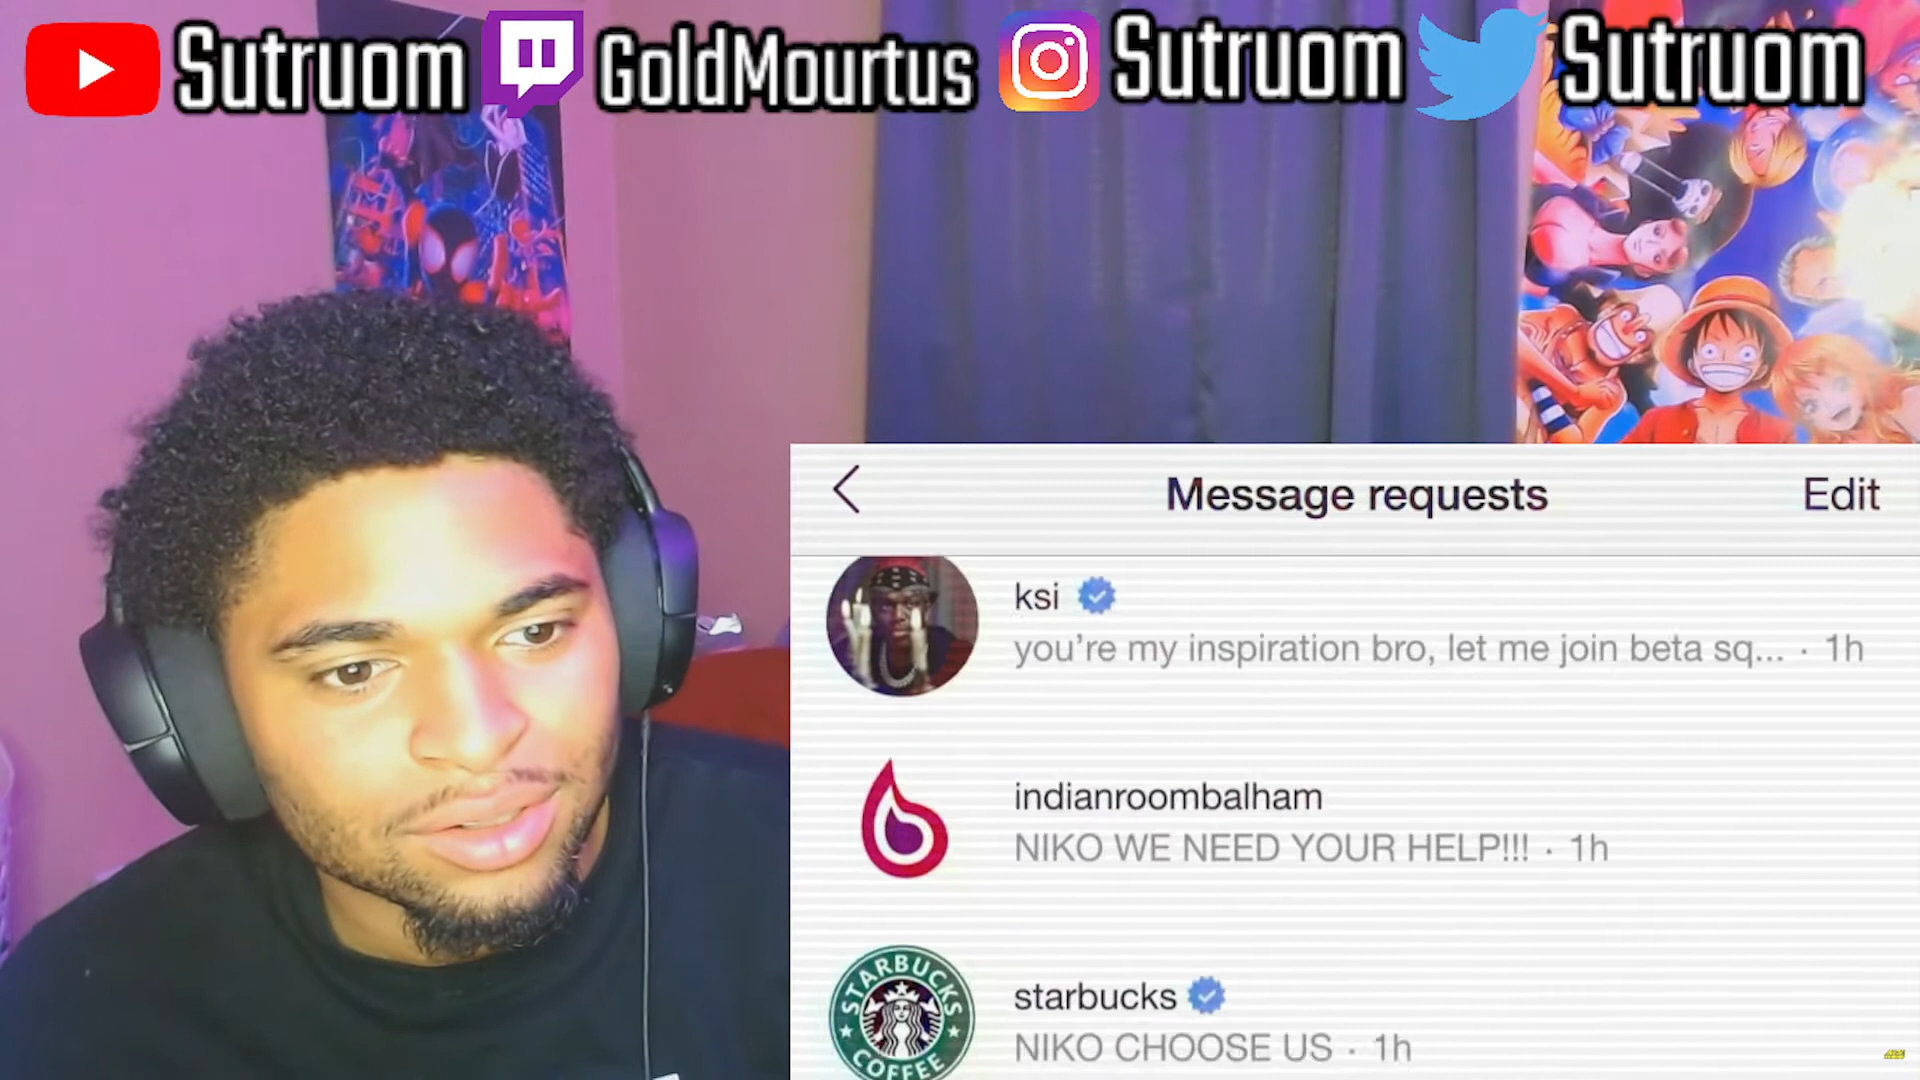 Sutruom GoldMourtus Sutruom Sutruom
Message requests Edit
ksi
you're my inspiration bro, let me join beta sq... · 1h
indianroombalham
NIKO WE NEED YOUR HELP!!! · 1h
STARBUCKS
COFFEE
starbucks
NIKO CHOOSE US · 1h